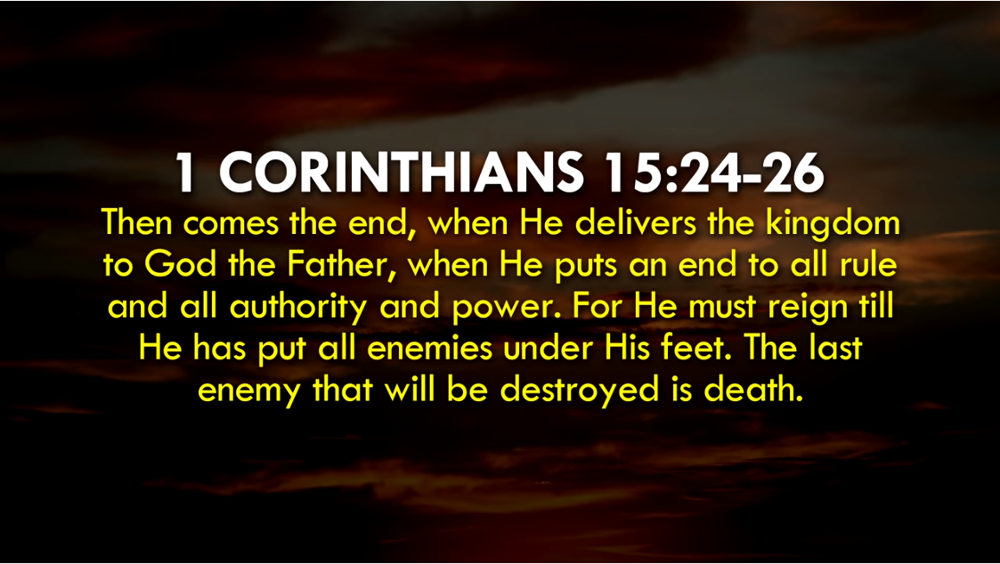 1 CORINTHIANS 15:24-26
Then comes the end, when He delivers the kingdom
to God the Father, when He puts an end to all rule
and all authority and power. For He must reign till
He has put all enemies under His feet. The last
enemy that will be destroyed is death.